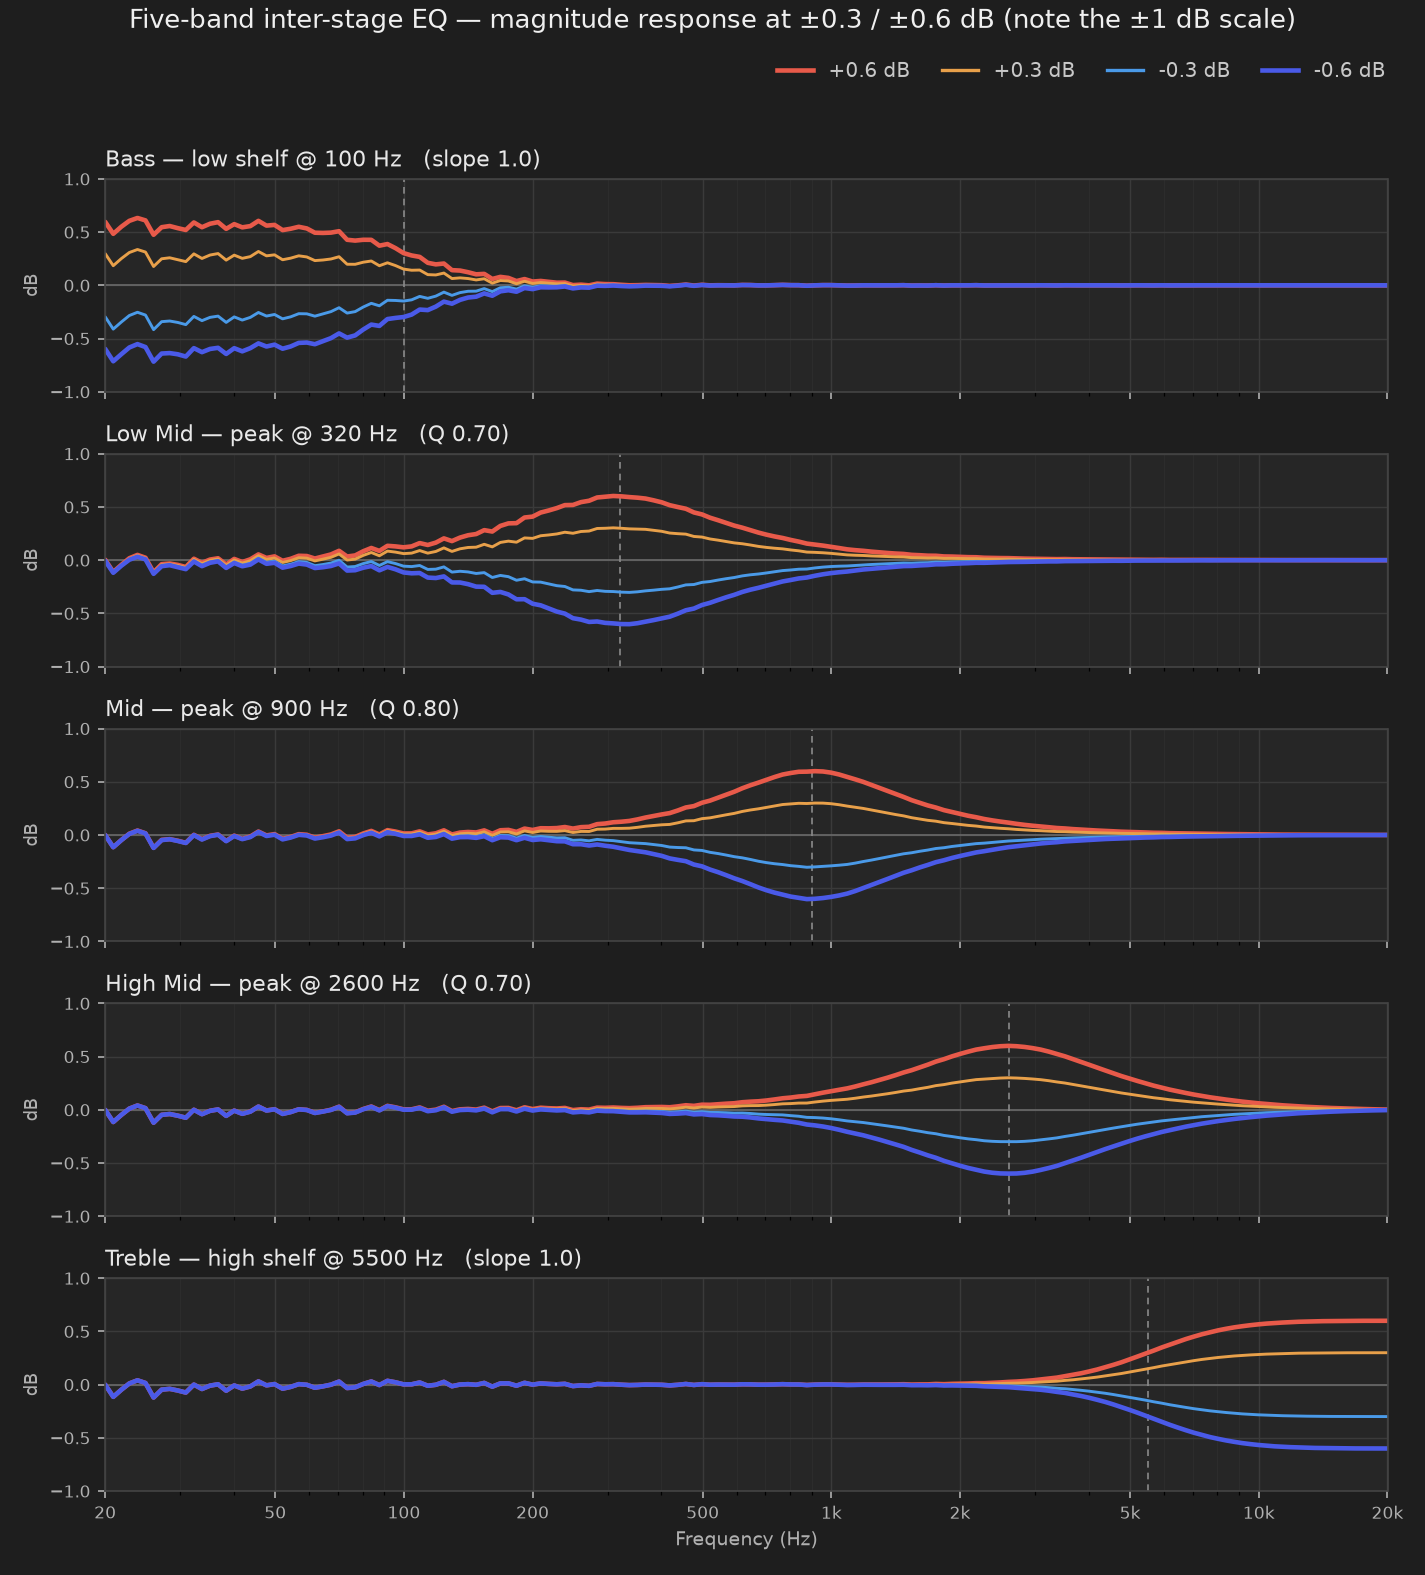 Five-band inter-stage EQ — magnitude response at ±0.3 / ±0.6 dB (note the ±1 dB scale)
+0.6 dB +0.3 dB -0.3 dB -0.6 dB
Bass — low shelf @ 100 Hz (slope 1.0)
1.0
0.5
0.0
−0.5
−1.0
dB
Low Mid — peak @ 320 Hz (Q 0.70)
1.0
0.5
0.0
−0.5
−1.0
dB
Mid — peak @ 900 Hz (Q 0.80)
1.0
0.5
0.0
−0.5
−1.0
dB
High Mid — peak @ 2600 Hz (Q 0.70)
1.0
0.5
0.0
−0.5
−1.0
dB
Treble — high shelf @ 5500 Hz (slope 1.0)
1.0
0.5
0.0
−0.5
−1.0
dB
20 50 100 200 500 1k 2k 5k 10k 20k
Frequency (Hz)